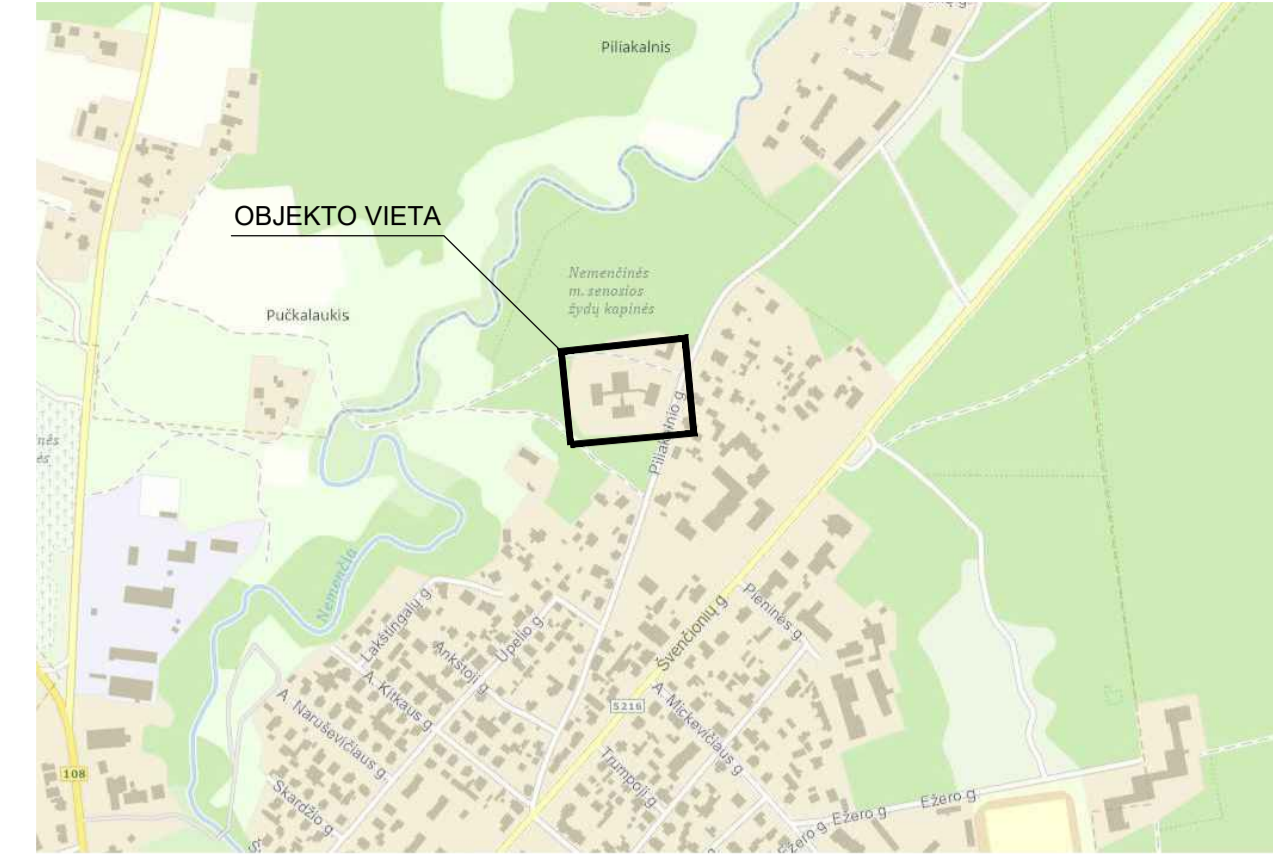 Piliakalnis
OBJEKTO VIETA
Nemenčinės
m. senosios
žydų kapinės
Pučkalaukis
Piliakalnio g
Nemenčia
Lakštingalų g.
Ankstoji g.
Upelio g.
A. Kitkaus g
A. Naruševičiaus g.
Skardžio g
Švenčionių g
Pieninės g.
5216
A. Mickevičiaus g
Trumpoji g.
108
Ežero g
Ežero g
Ežero g